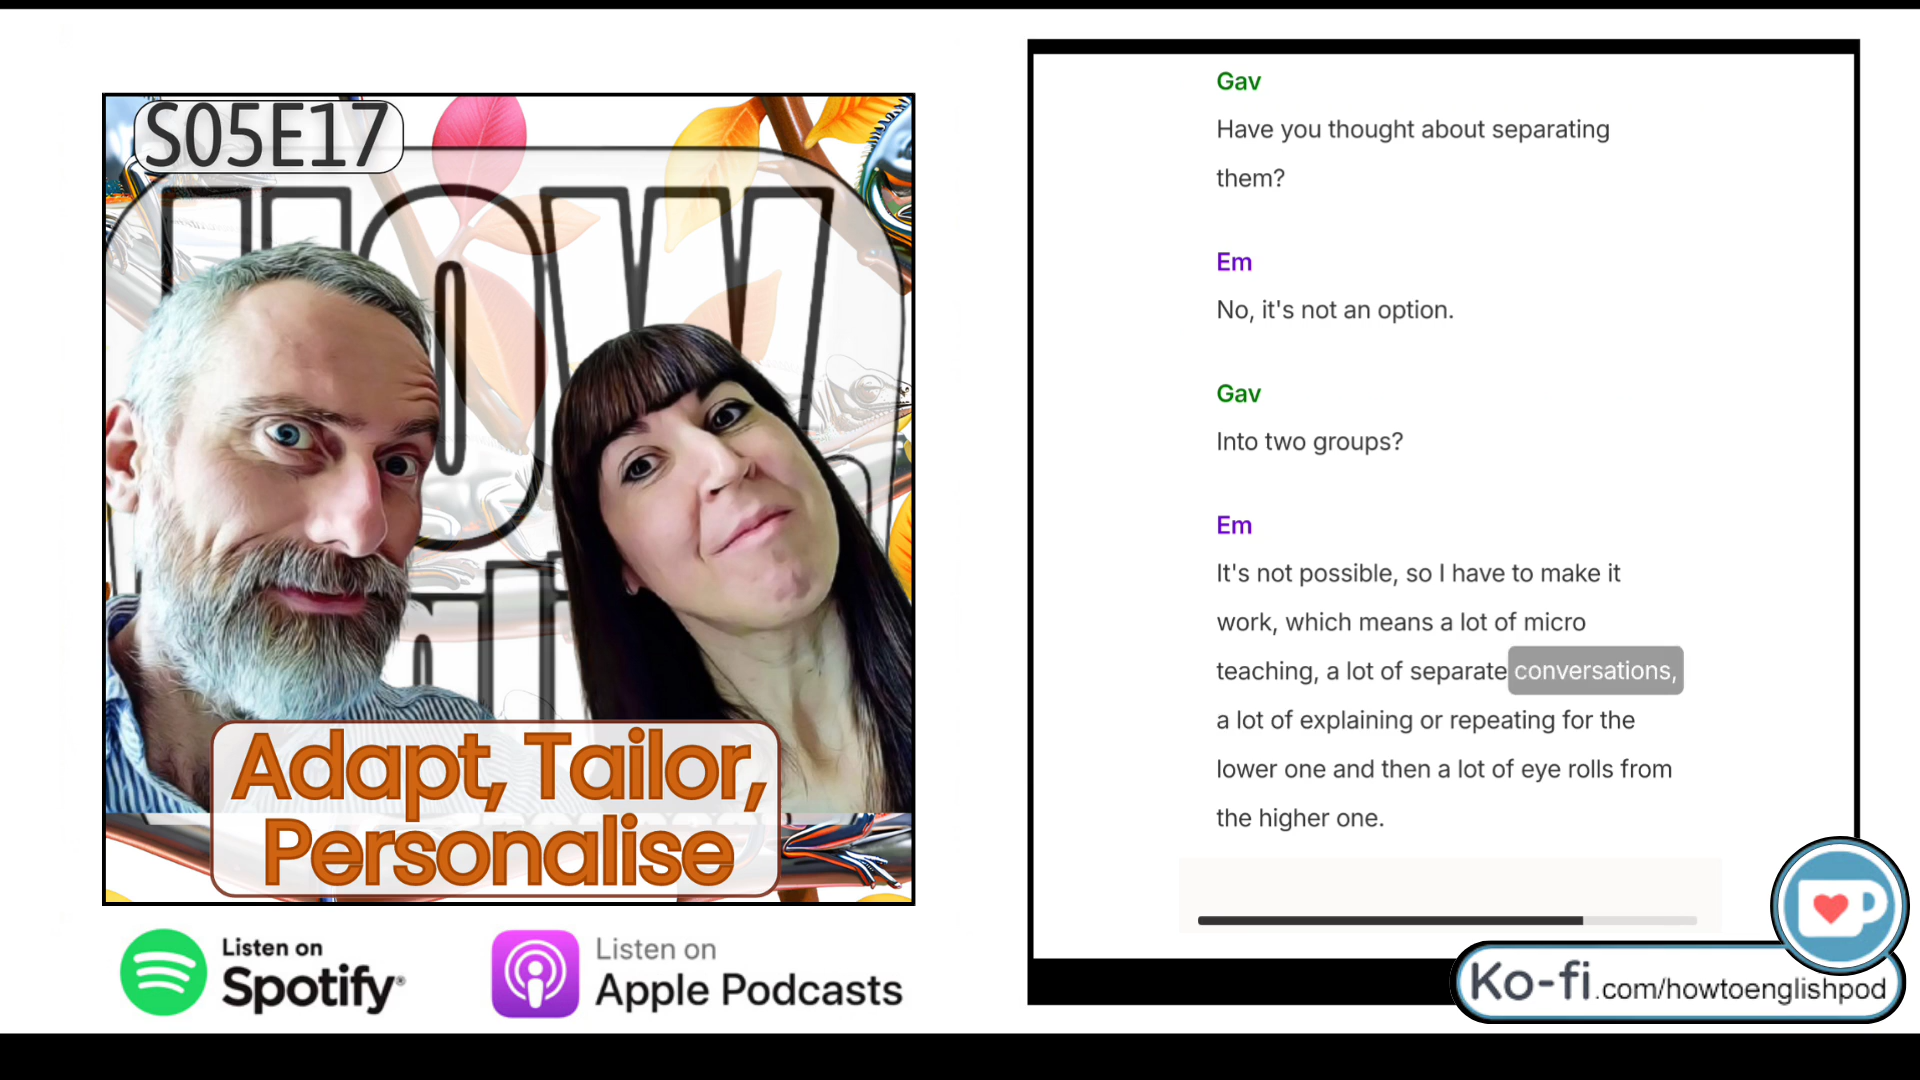 S05E17
HOW
Adapt, Tailor,
Personalise
Listen on
Spotify®
Listen on
Apple Podcasts
Gav
Have you thought about separating
them?
Em
No, it's not an option.
Gav
Into two groups?
Em
It's not possible, so I have to make it
work, which means a lot of micro
teaching, a lot of separate conversations,
a lot of explaining or repeating for the
lower one and then a lot of eye rolls from
the higher one.
Ko-fi.com/howtoenglishpod